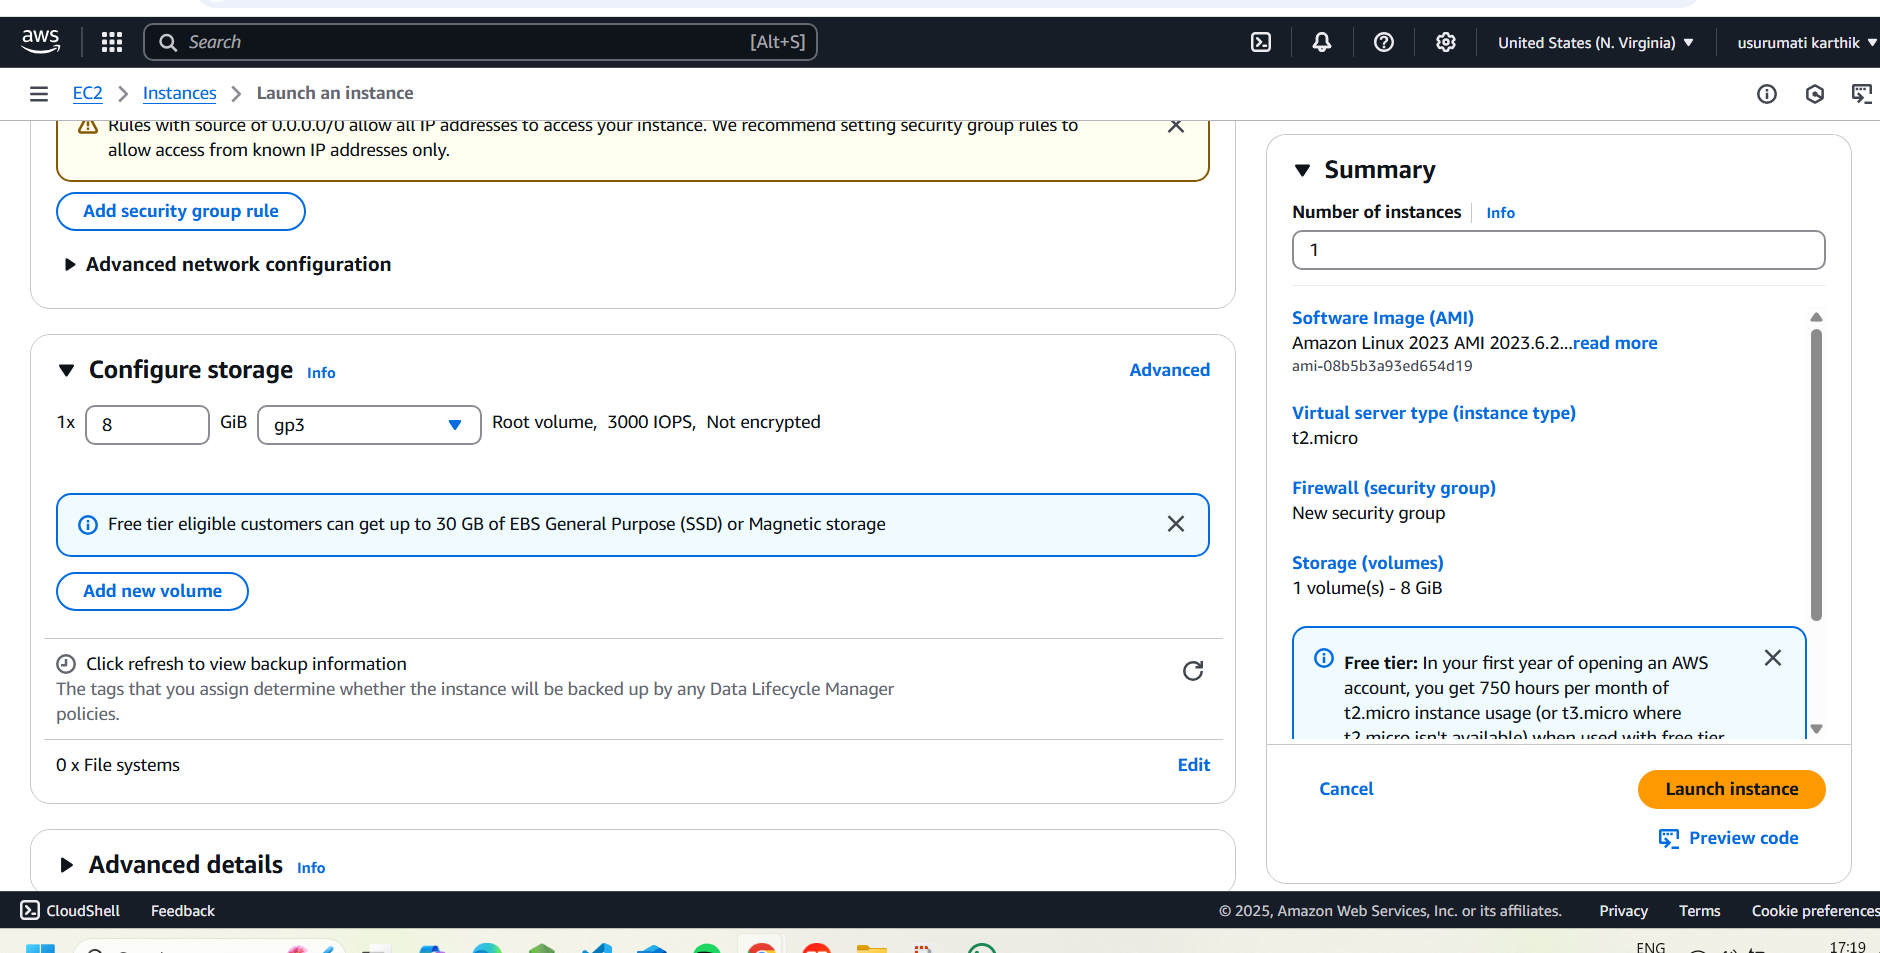 aws
Search
[Alt+S]
United States (N. Virginia)
usurumati karthik
EC2
Instances
Launch an instance
Rules with source of 0.0.0.0/0 allow all IP addresses to access your instance. We recommend setting security group rules to
allow access from known IP addresses only.
Add security group rule
Advanced network configuration
Configure storage Info
Advanced
1x 8 GiB gp3 Root volume, 3000 IOPS, Not encrypted
Free tier eligible customers can get up to 30 GB of EBS General Purpose (SSD) or Magnetic storage
Add new volume
Click refresh to view backup information
The tags that you assign determine whether the instance will be backed up by any Data Lifecycle Manager
policies.
0 x File systems
Edit
Advanced details Info
Summary
Number of instances Info
1
Software Image (AMI)
Amazon Linux 2023 AMI 2023.6.2...read more
ami-08b5b3a93ed654d19
Virtual server type (instance type)
t2.micro
Firewall (security group)
New security group
Storage (volumes)
1 volume(s) - 8 GiB
Free tier: In your first year of opening an AWS
account, you get 750 hours per month of
t2.micro instance usage (or t3.micro where
t2.micro isn't available) when used with free tier
Cancel
Launch instance
Preview code
CloudShell
Feedback
© 2025, Amazon Web Services, Inc. or its affiliates.
Privacy
Terms
Cookie preferences
ENG
17:19